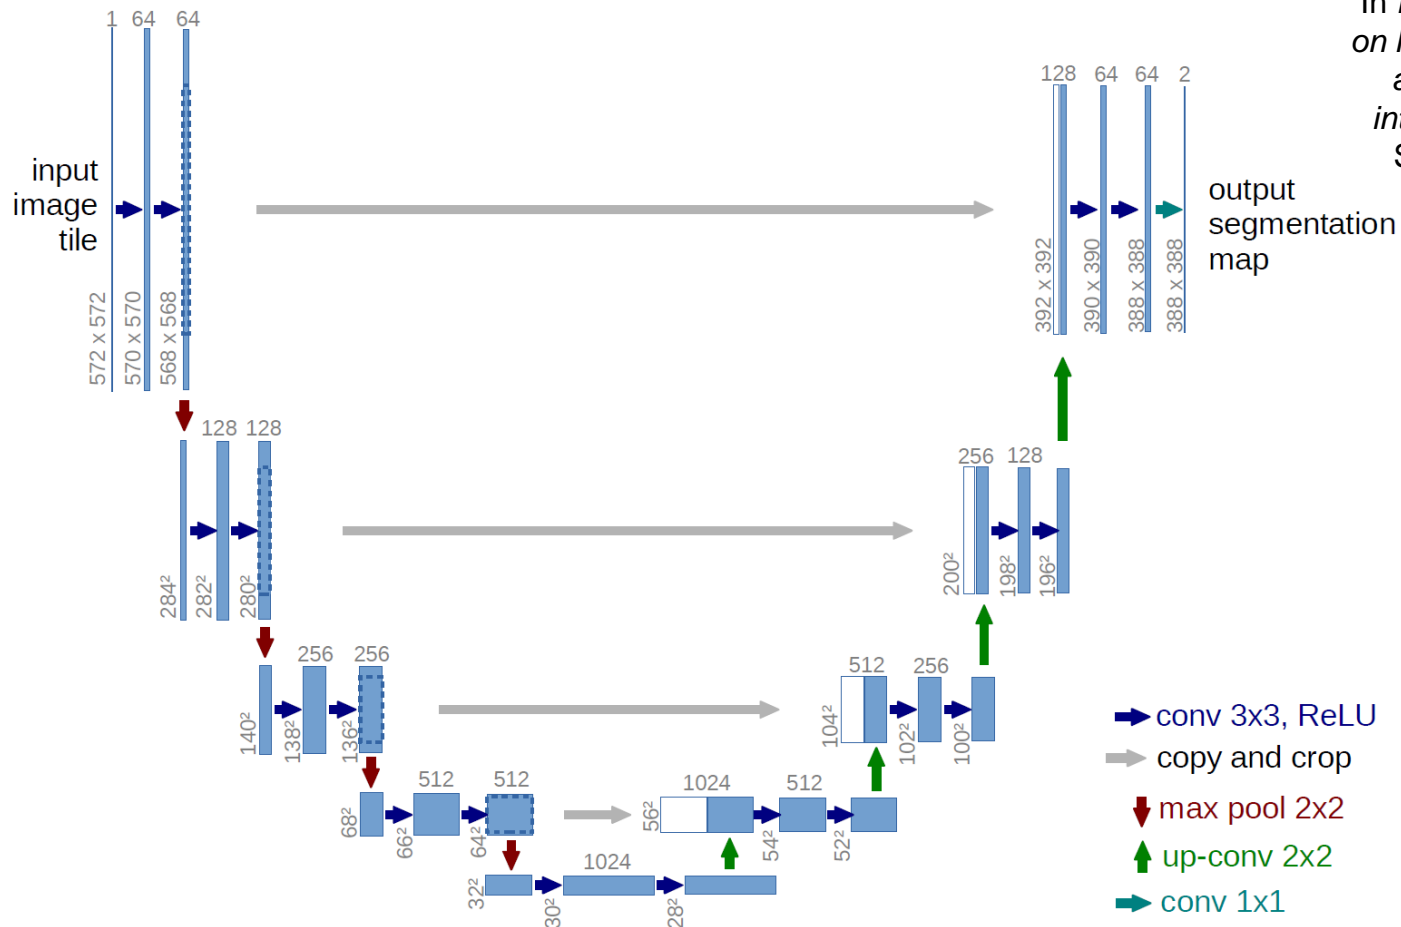 1 64 64
input
image
tile
572 x 572
570 x 570
568 x 568
128 64 64 2
392 x 392
390 x 390
388 x 388
388 x 388
output
segmentation
map
In
on
128 128
284²
282²
280²
256 128
200²
198²
196²
256 256
140²
138²
136²
512 256
104²
102²
100²
512 512
68²
66²
64²
1024 512
56²
54²
52²
1024
32²
30²
28²
conv 3x3, ReLU
copy and crop
max pool 2x2
up-conv 2x2
conv 1x1